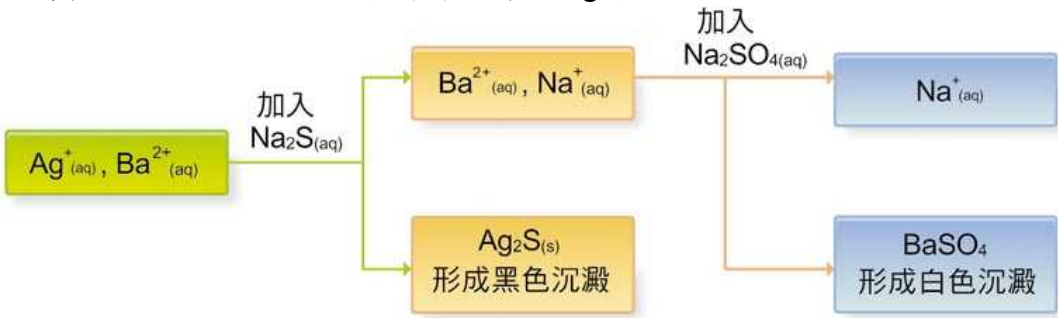 加入
Na₂SO₄(aq)
Ba²⁺(aq) , Na⁺(aq)
Na⁺(aq)
加入
Na₂S(aq)
Ag⁺(aq) , Ba²⁺(aq)
Ag₂S(s)
形成黑色沉澱
BaSO₄
形成白色沉澱